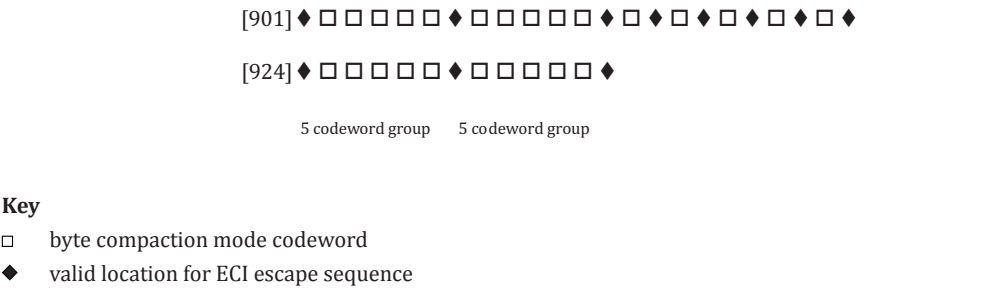 [901]♦ □ □ □ □ □ ♦ □ □ □ □ □ ♦ □ ♦ □ ♦ □ ♦ □ ♦ □ ♦
[924]♦ □ □ □ □ □ ♦ □ □ □ □ □ ♦
5 codeword group 5 codeword group
Key
□ byte compaction mode codeword
♦ valid location for ECI escape sequence